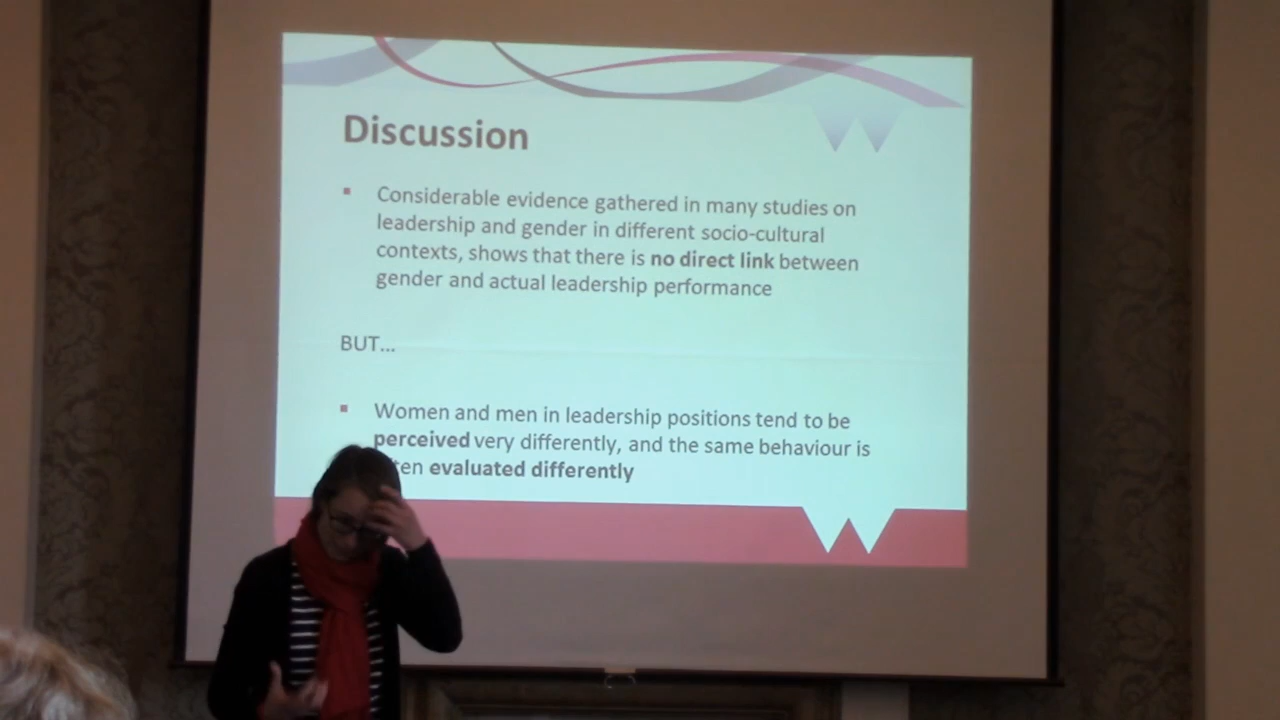 Discussion
▪ Considerable evidence gathered in many studies on
leadership and gender in different socio-cultural
contexts, shows that there is no direct link between
gender and actual leadership performance
BUT...
▪ Women and men in leadership positions tend to be
perceived very differently, and the same behaviour is
evaluated differently